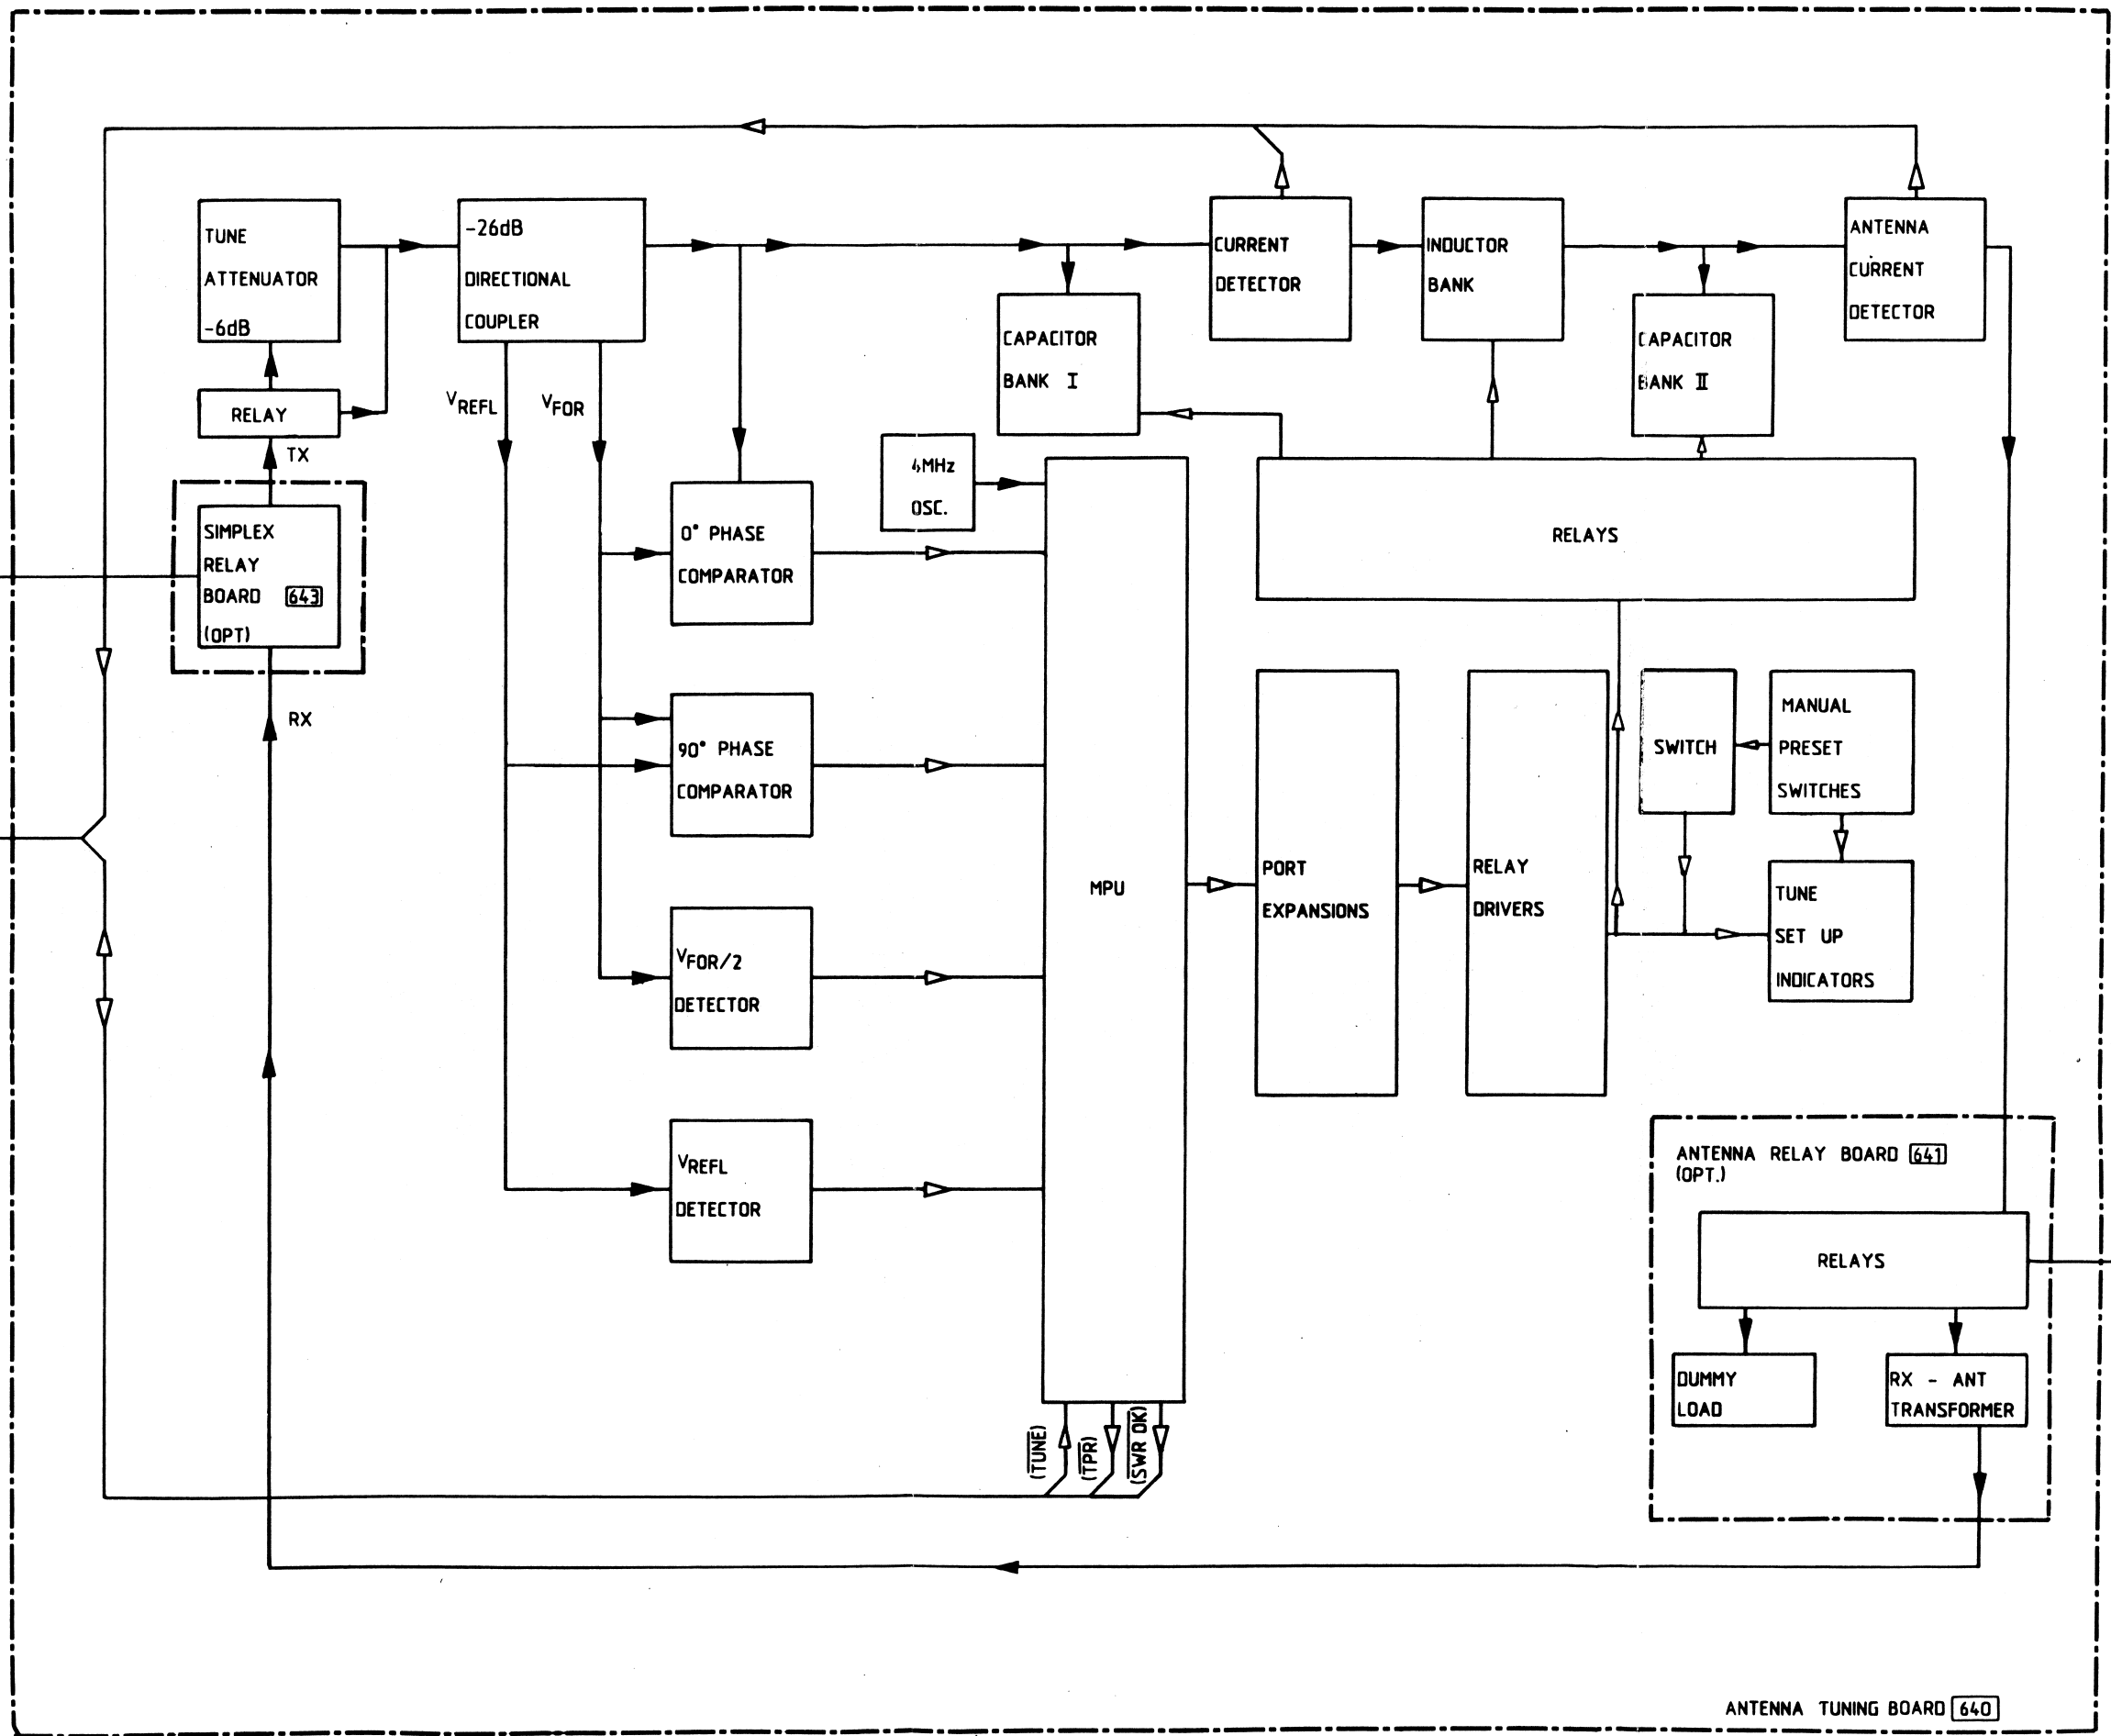 TUNE
ATTENUATOR
-6dB
-26dB
DIRECTIONAL
COUPLER
CURRENT
DETECTOR
INDUCTOR
BANK
ANTENNA
CURRENT
DETECTOR
CAPACITOR
BANK I
CAPACITOR
BANK II
RELAY
VREFL
VFOR
TX
4MHz
OSC.
SIMPLEX
RELAY
BOARD 643
(OPT)
0° PHASE
COMPARATOR
RELAYS
RX
90° PHASE
COMPARATOR
SWITCH
MANUAL
PRESET
SWITCHES
MPU
PORT
EXPANSIONS
RELAY
DRIVERS
TUNE
SET UP
INDICATORS
VFOR/2
DETECTOR
VREFL
DETECTOR
ANTENNA RELAY BOARD 641
(OPT.)
RELAYS
DUMMY
LOAD
RX - ANT
TRANSFORMER
(TUNE)
(TPR)
(SWR OK)
ANTENNA TUNING BOARD 640